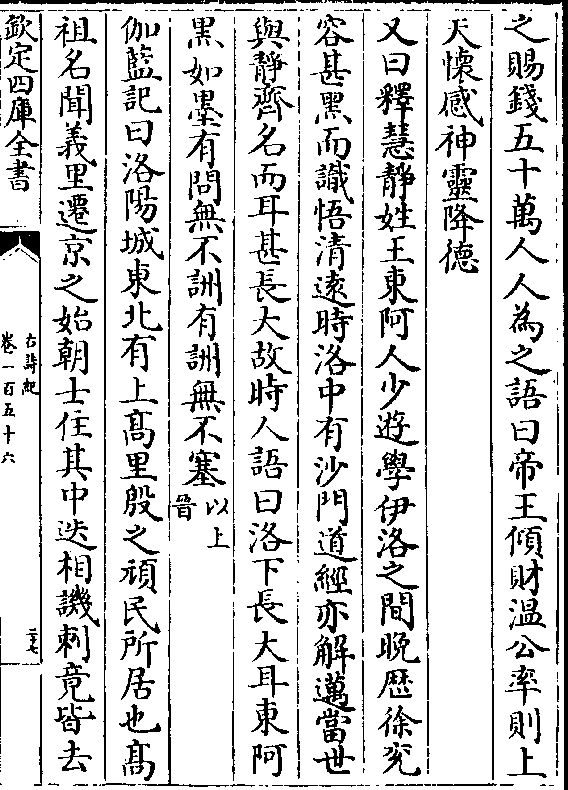 之賜錢五十萬人人為之語曰帝王傾財温公率則上
天懷感神靈降德
又曰釋慧靜姓王東阿人少遊學伊洛之間晩歴徐兖
容甚黒而識悟清逺時洛中有沙門道經亦解邁當世
與靜齊名而耳甚長大故時人語曰洛下長大耳東阿
黒如墨有問無不詶有詶無不塞以上晉
伽藍記曰洛陽城東北有上髙里殷之頑民所居也髙
祖名聞義里遷京之始朝士住其中迭相譏刺竟皆去
欽定四庫全書
古詩紀
卷一百五十六
二十七